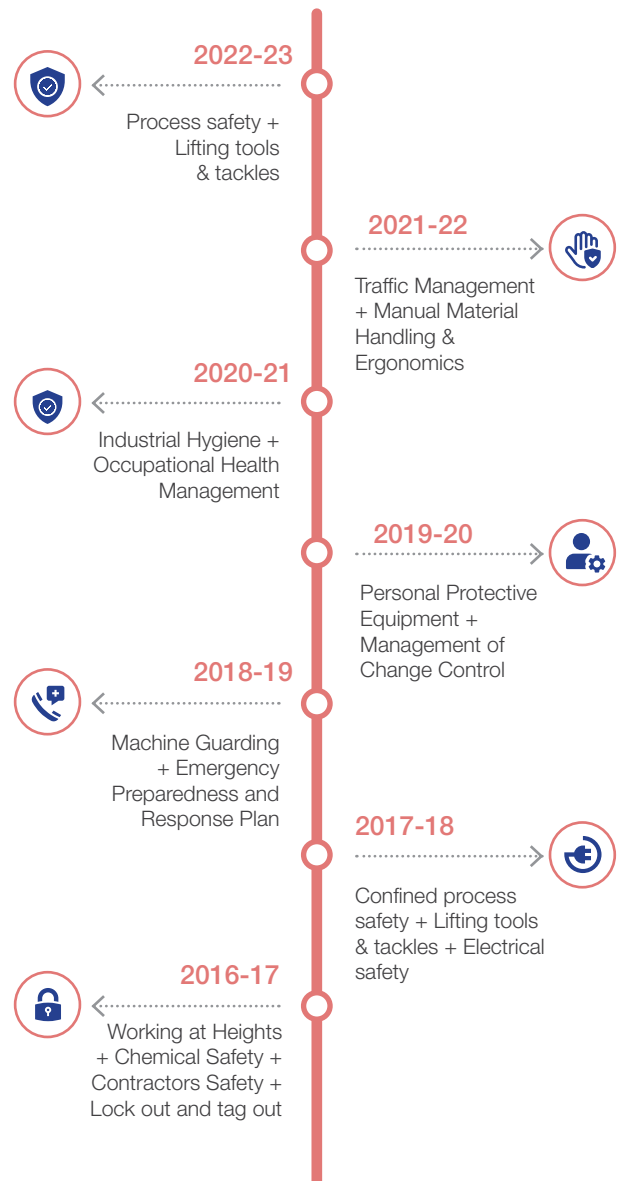 2022-23
Process safety +
Lifting tools
& tackles
2021-22
Traffic Management
+ Manual Material
Handling &
Ergonomics
2020-21
Industrial Hygiene +
Occupational Health
Management
2019-20
Personal Protective
Equipment +
Management of
Change Control
2018-19
Machine Guarding
+ Emergency
Preparedness and
Response Plan
2017-18
Confined process
safety + Lifting tools
& tackles + Electrical
safety
2016-17
Working at Heights
+ Chemical Safety +
Contractors Safety +
Lock out and tag out